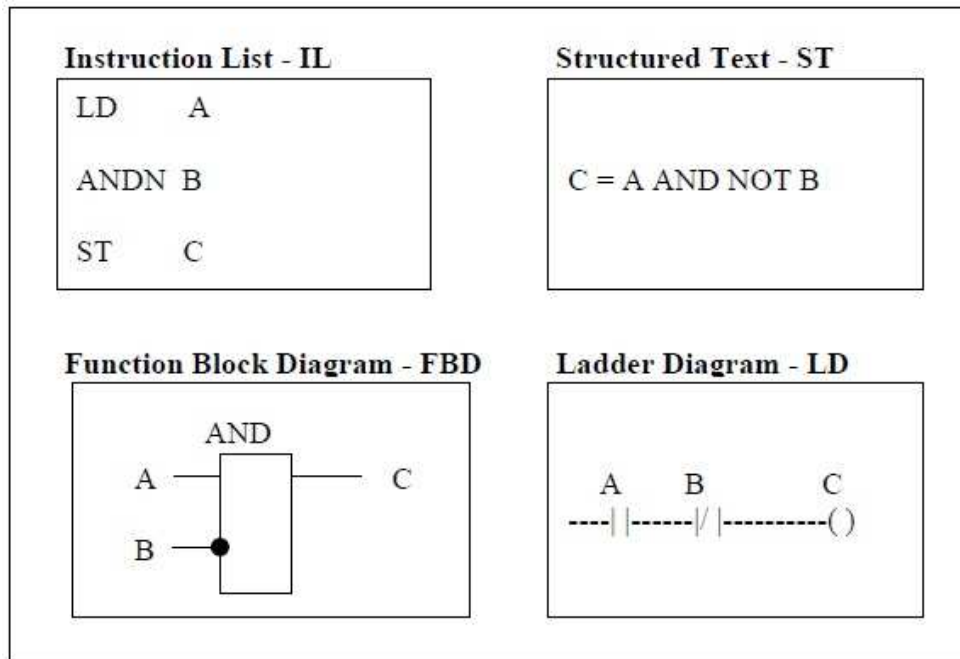 Instruction List - IL
LD A
ANDN B
ST C
Structured Text - ST
C = A AND NOT B
Function Block Diagram - FBD
AND
A C
B
Ladder Diagram - LD
A B C
----| |------|/ |----------( )